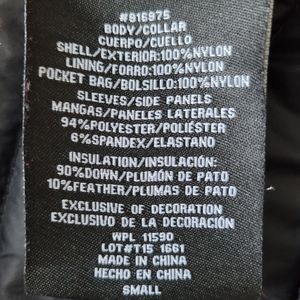 #816975
BODY/COLLAR
CUERPO/CUELLO
SHELL/EXTERIOR:100%NYLON
LINING/FORRO:100%NYLON
POCKET BAG/BOLSILLO:100%NYLON
SLEEVES/SIDE PANELS
MANGAS/PANELES LATERALES
94%POLYESTER/POLIÉSTER
6%SPANDEX/ELASTANO
INSULATION/INSULACIÓN:
90%DOWN/PLUMÓN DE PATO
10%FEATHER/PLUMAS DE PATO
EXCLUSIVE OF DECORATION
EXCLUSIVO DE LA DECORACIÓN
WPL 11590
LOT#T15 1661
MADE IN CHINA
HECHO EN CHINA
SMALL